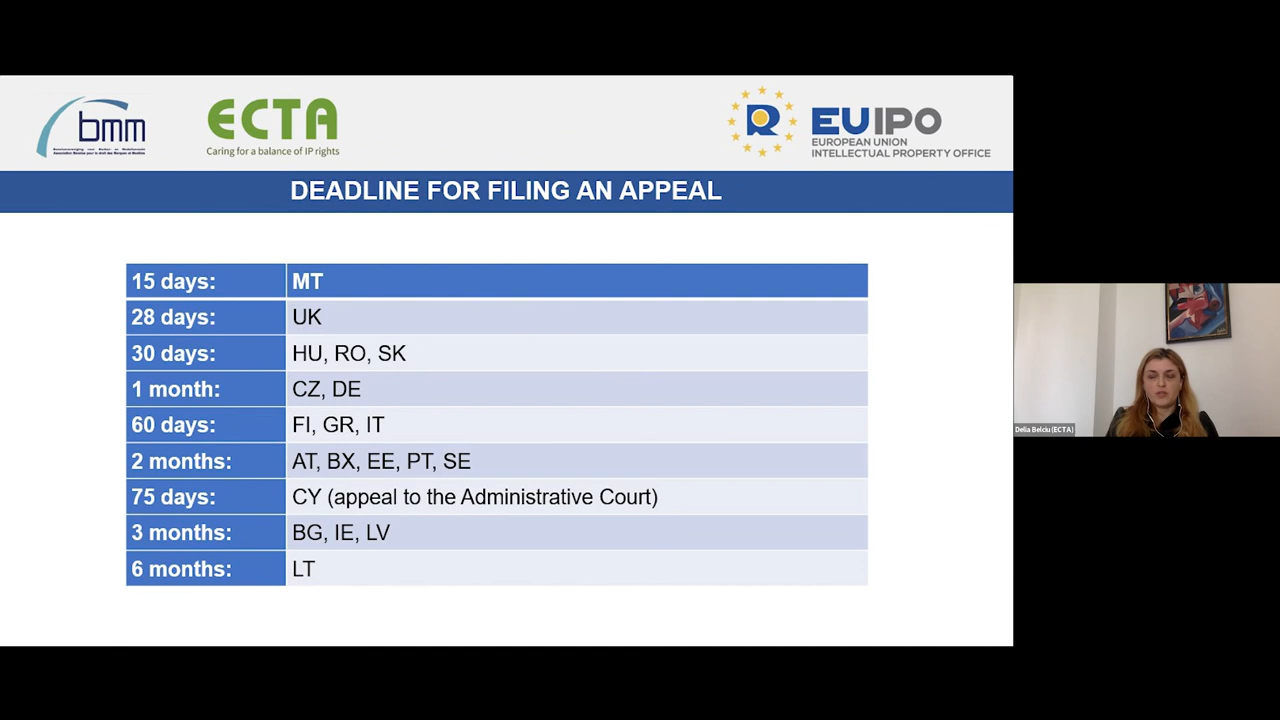 bmm
ECTA
Caring for a balance of IP rights
R
EUIPO
EUROPEAN UNION
INTELLECTUAL PROPERTY OFFICE
DEADLINE FOR FILING AN APPEAL
15 days: MT
28 days: UK
30 days: HU, RO, SK
1 month: CZ, DE
60 days: FI, GR, IT
2 months: AT, BX, EE, PT, SE
75 days: CY (appeal to the Administrative Court)
3 months: BG, IE, LV
6 months: LT
Delia Belciu (ECTA)